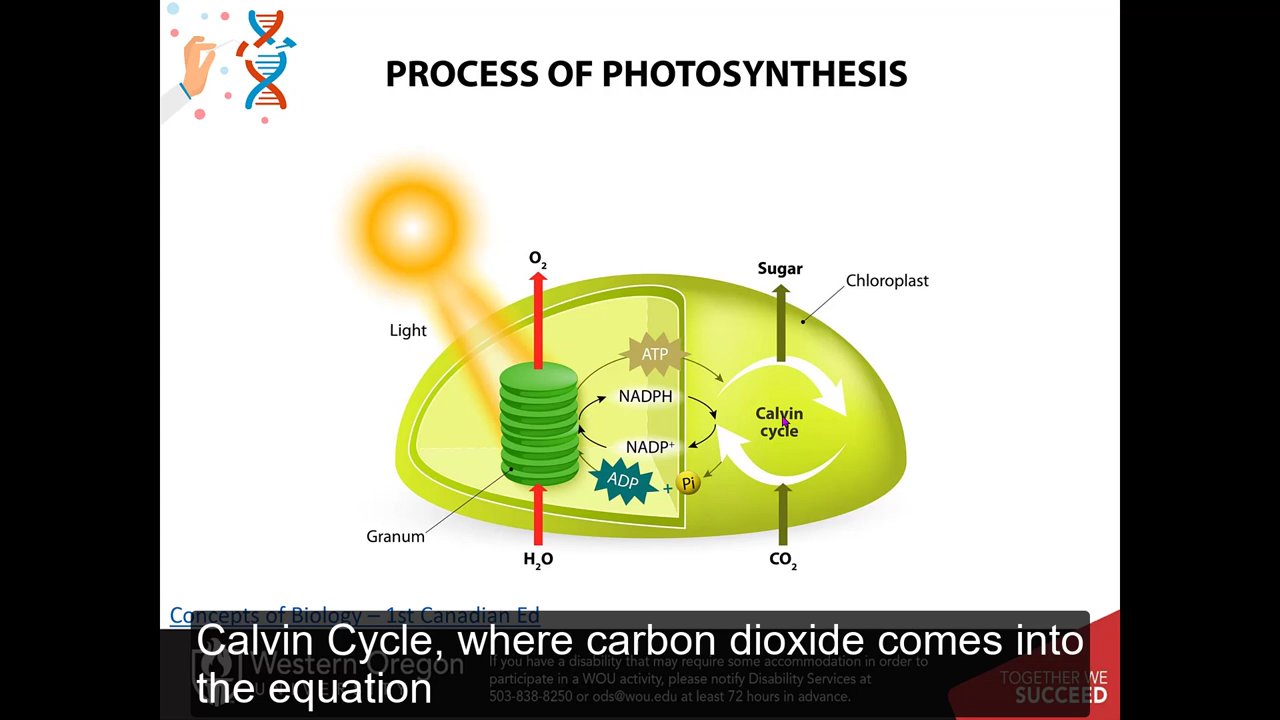 PROCESS OF PHOTOSYNTHESIS
O₂
Sugar
Chloroplast
Light
ATP
NADPH
Calvin
cycle
NADP⁺
ADP + Pi
Granum
H₂O
CO₂
Concepts of Biology – 1st Canadian Ed
Calvin Cycle, where carbon dioxide comes into
the equation
Western Oregon
If you have a disability that may require some accommodation in order to
participate in a WOU activity, please notify Disability Services at
503-838-8250 or ods@wou.edu at least 72 hours in advance.
TOGETHER WE
SUCCEED